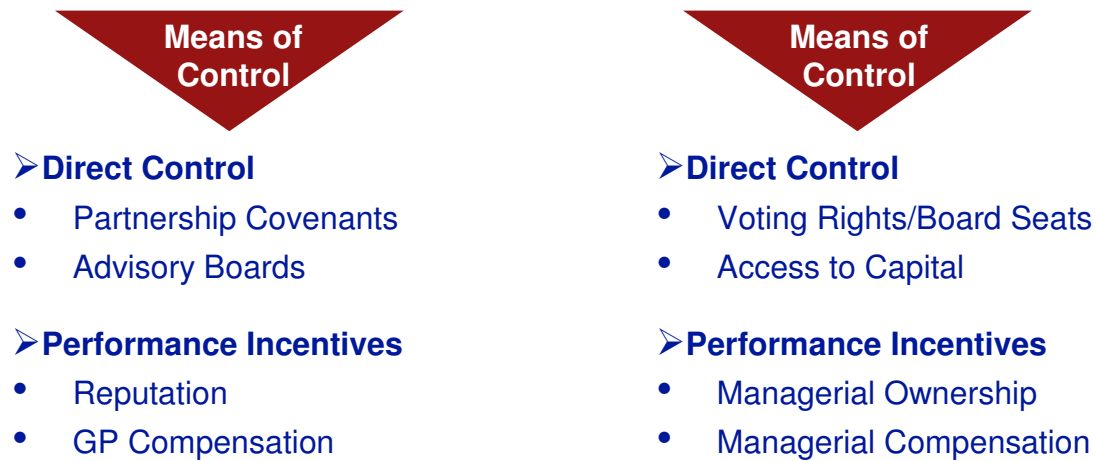 Means of
Control
➢Direct Control
• Partnership Covenants
• Advisory Boards
➢Performance Incentives
• Reputation
• GP Compensation
Means of
Control
➢Direct Control
• Voting Rights/Board Seats
• Access to Capital
➢Performance Incentives
• Managerial Ownership
• Managerial Compensation